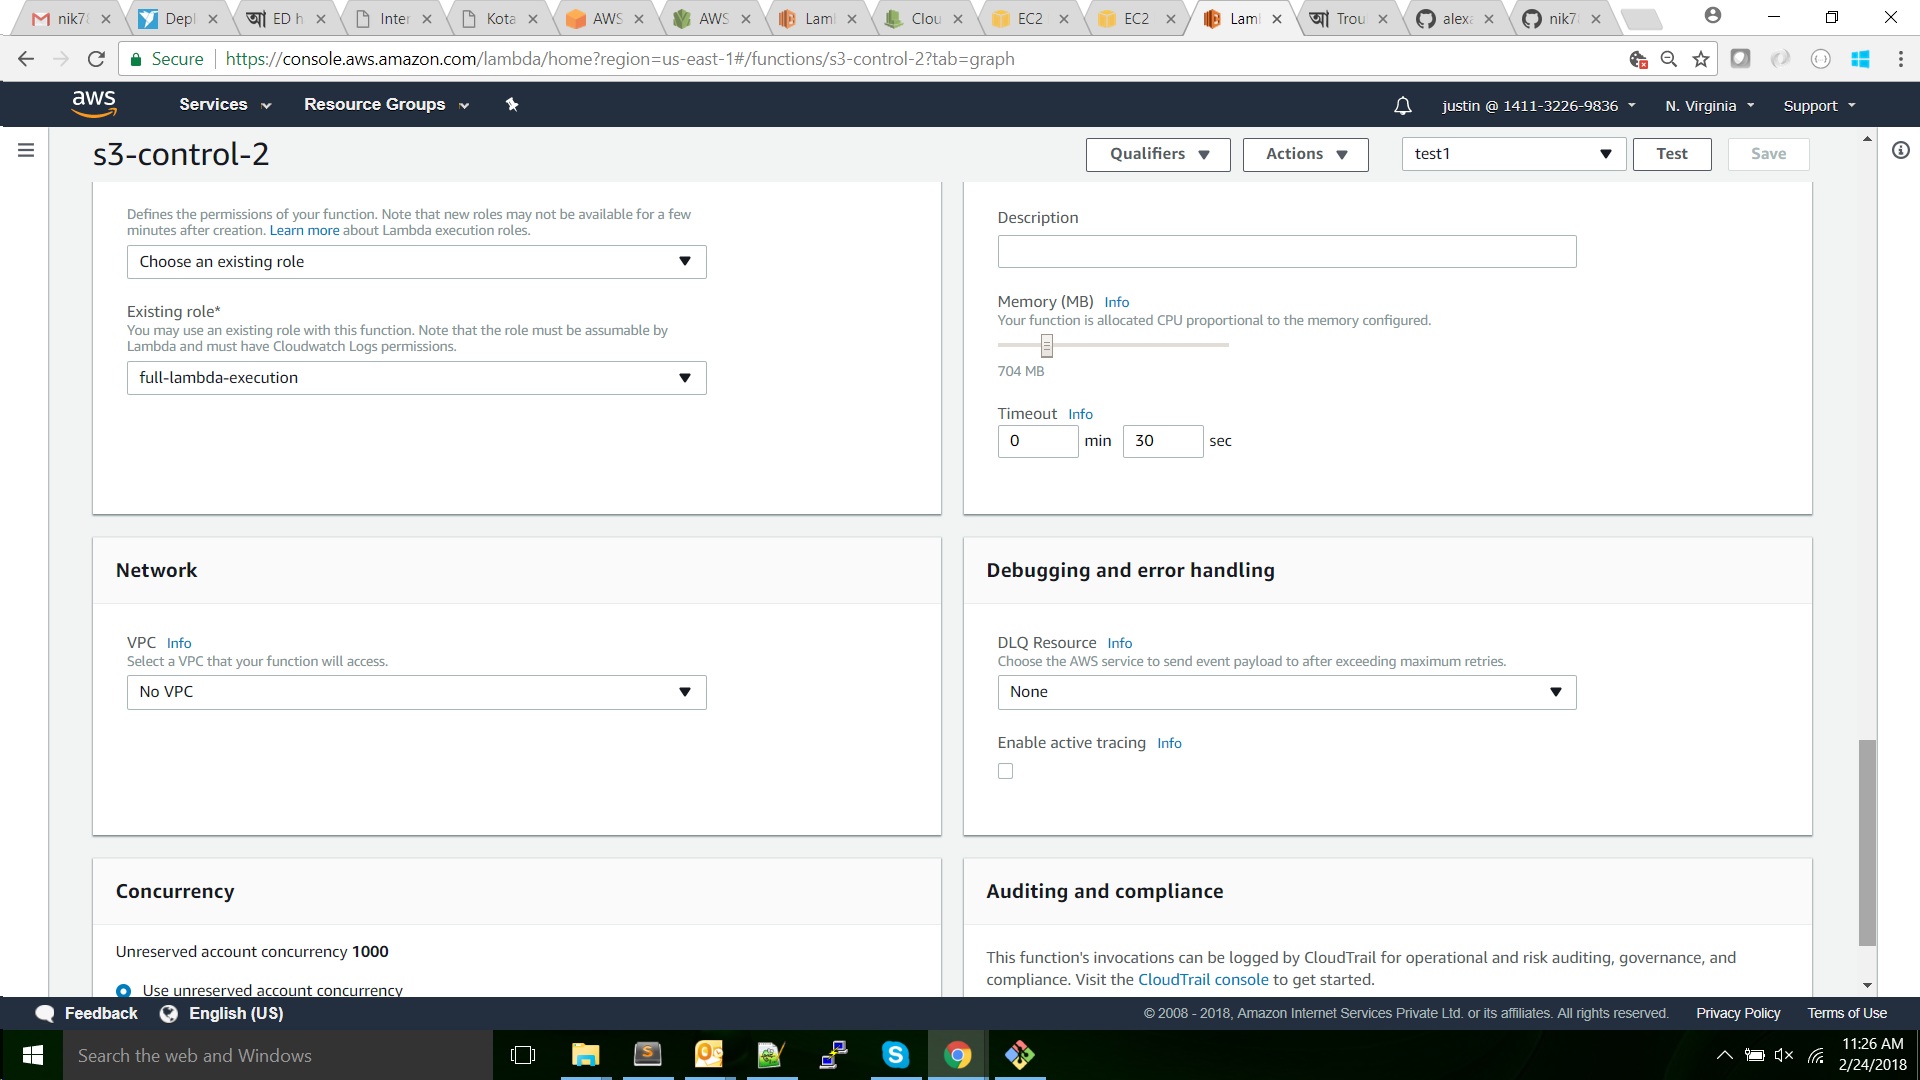 nik7
Depl
ED h
Inter
Kota
AWS
AWS
Lam
Clou
EC2
EC2
Lam
Trou
alexa
nik7
Secure
https://console.aws.amazon.com/lambda/home?region=us-east-1#/functions/s3-control-2?tab=graph
aws
Services
Resource Groups
justin @ 1411-3226-9836
N. Virginia
Support
s3-control-2
Qualifiers
Actions
test1
Test
Save
Defines the permissions of your function. Note that new roles may not be available for a few
minutes after creation. Learn more about Lambda execution roles.
Choose an existing role
Existing role*
You may use an existing role with this function. Note that the role must be assumable by
Lambda and must have Cloudwatch Logs permissions.
full-lambda-execution
Description
Memory (MB) Info
Your function is allocated CPU proportional to the memory configured.
704 MB
Timeout Info
0 min 30 sec
Network
VPC Info
Select a VPC that your function will access.
No VPC
Debugging and error handling
DLQ Resource Info
Choose the AWS service to send event payload to after exceeding maximum retries.
None
Enable active tracing Info
Concurrency
Unreserved account concurrency 1000
Use unreserved account concurrency
Auditing and compliance
This function's invocations can be logged by CloudTrail for operational and risk auditing, governance, and
compliance. Visit the CloudTrail console to get started.
Feedback
English (US)
© 2008 - 2018, Amazon Internet Services Private Ltd. or its affiliates. All rights reserved.
Privacy Policy
Terms of Use
Search the web and Windows
11:26 AM
2/24/2018